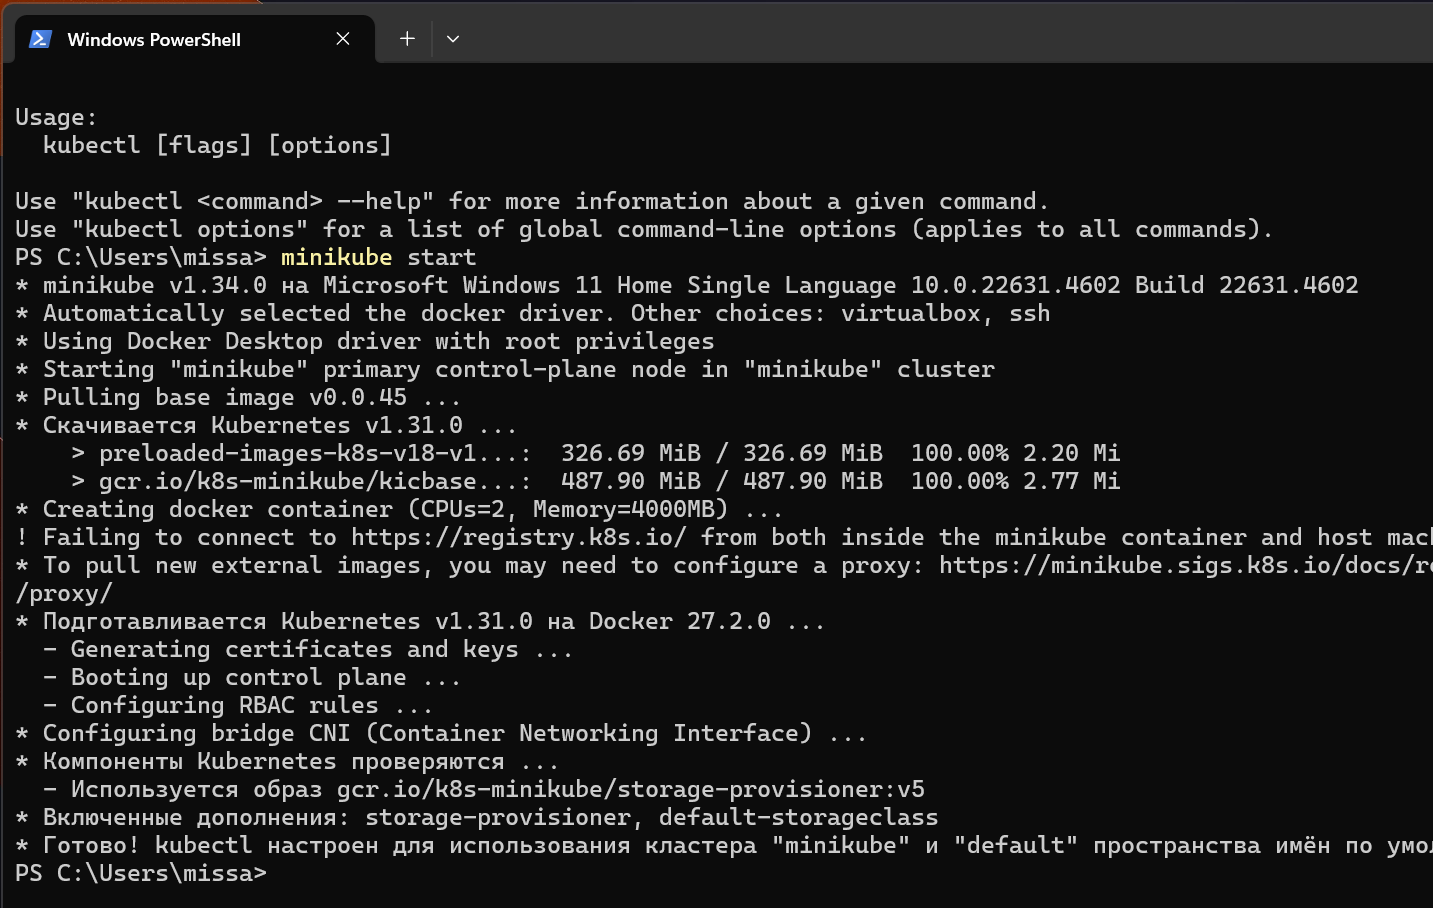 Windows PowerShell
Usage:
kubectl [flags] [options]
Use "kubectl <command> --help" for more information about a given command.
Use "kubectl options" for a list of global command-line options (applies to all commands).
PS C:\Users\missa> minikube start
* minikube v1.34.0 на Microsoft Windows 11 Home Single Language 10.0.22631.4602 Build 22631.4602
* Automatically selected the docker driver. Other choices: virtualbox, ssh
* Using Docker Desktop driver with root privileges
* Starting "minikube" primary control-plane node in "minikube" cluster
* Pulling base image v0.0.45 ...
* Скачивается Kubernetes v1.31.0 ...
> preloaded-images-k8s-v18-v1...: 326.69 MiB / 326.69 MiB 100.00% 2.20 Mi
> gcr.io/k8s-minikube/kicbase...: 487.90 MiB / 487.90 MiB 100.00% 2.77 Mi
* Creating docker container (CPUs=2, Memory=4000MB) ...
! Failing to connect to https://registry.k8s.io/ from both inside the minikube container and host
* To pull new external images, you may need to configure a proxy: https://minikube.sigs.k8s.io/docs/
/proxy/
* Подготавливается Kubernetes v1.31.0 на Docker 27.2.0 ...
- Generating certificates and keys ...
- Booting up control plane ...
- Configuring RBAC rules ...
* Configuring bridge CNI (Container Networking Interface) ...
* Компоненты Kubernetes проверяются ...
- Используется образ gcr.io/k8s-minikube/storage-provisioner:v5
* Включенные дополнения: storage-provisioner, default-storageclass
* Готово! kubectl настроен для использования кластера "minikube" и "default" пространства имён по
PS C:\Users\missa>